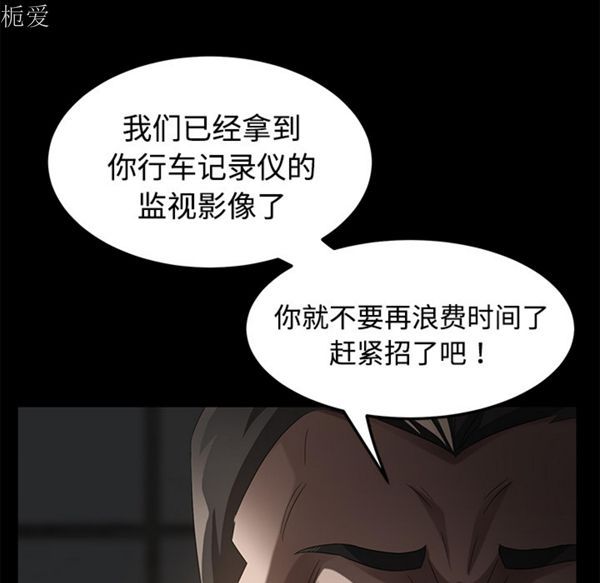 栀爱
我们已经拿到
你行车记录仪的
监视影像了
你就不要再浪费时间了
赶紧招了吧！